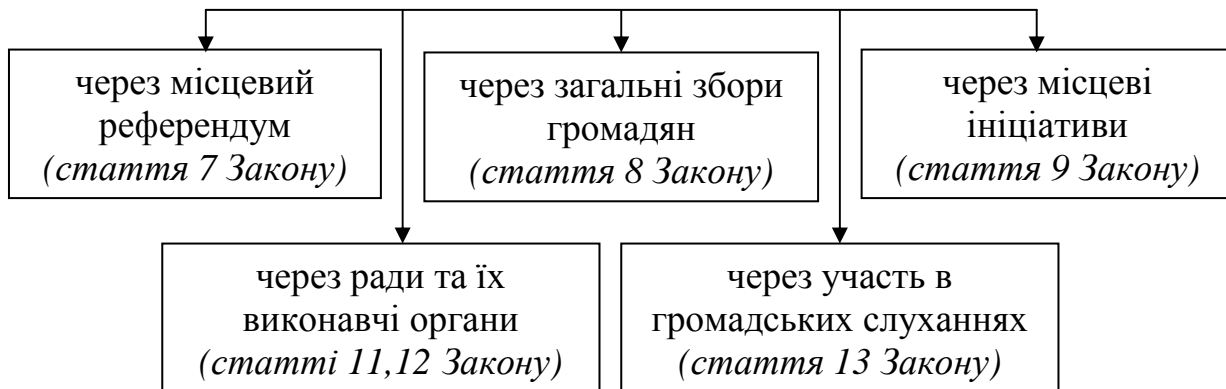 через місцевий
референдум
(стаття 7 Закону)
через загальні збори
громадян
(стаття 8 Закону)
через місцеві
ініціативи
(стаття 9 Закону)
через ради та їх
виконавчі органи
(статті 11,12 Закону)
через участь в
громадських слуханнях
(стаття 13 Закону)